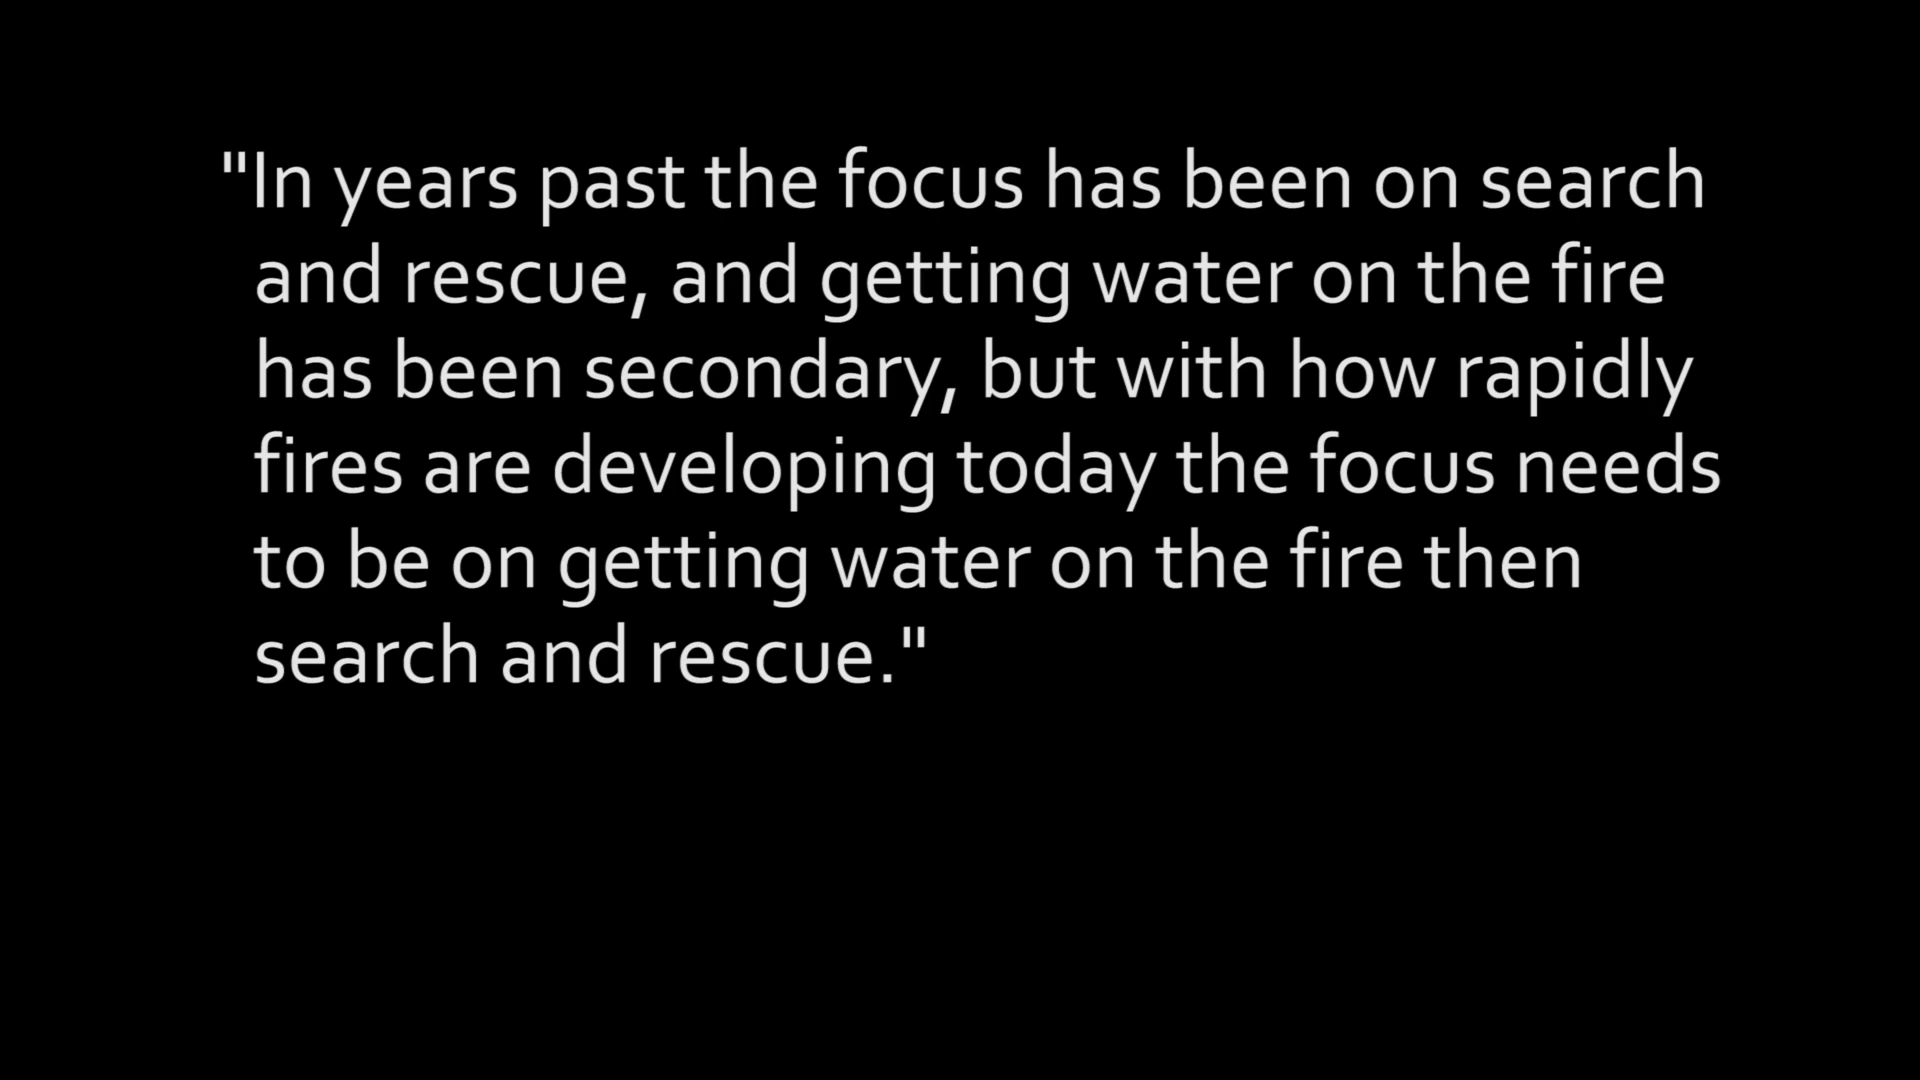 "In years past the focus has been on search
and rescue, and getting water on the fire
has been secondary, but with how rapidly
fires are developing today the focus needs
to be on getting water on the fire then
search and rescue."